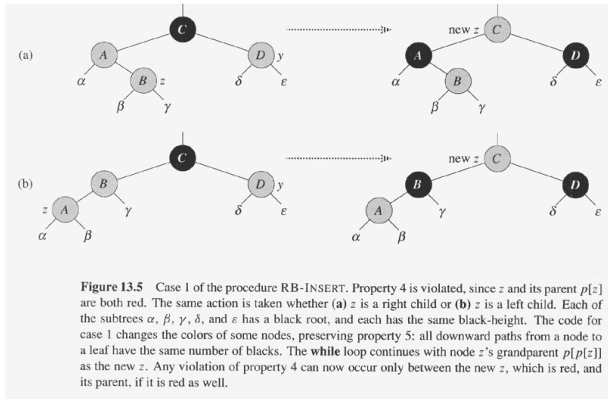 C
new z C
(a)
A
D y
A
D
α
B z
δ
ε
α
B
δ
ε
β
γ
β
γ
C
new z C
(b)
B
D y
B
D
z A
γ
δ
ε
A
γ
δ
ε
α
β
α
β
Figure 13.5 Case 1 of the procedure RB-INSERT. Property 4 is violated, since z and its parent p[z]
are both red. The same action is taken whether (a) z is a right child or (b) z is a left child. Each of
the subtrees α, β, γ, δ, and ε has a black root, and each has the same black-height. The code for
case 1 changes the colors of some nodes, preserving property 5: all downward paths from a node to
a leaf have the same number of blacks. The while loop continues with node z's grandparent p[p[z]]
as the new z. Any violation of property 4 can now occur only between the new z, which is red, and
its parent, if it is red as well.